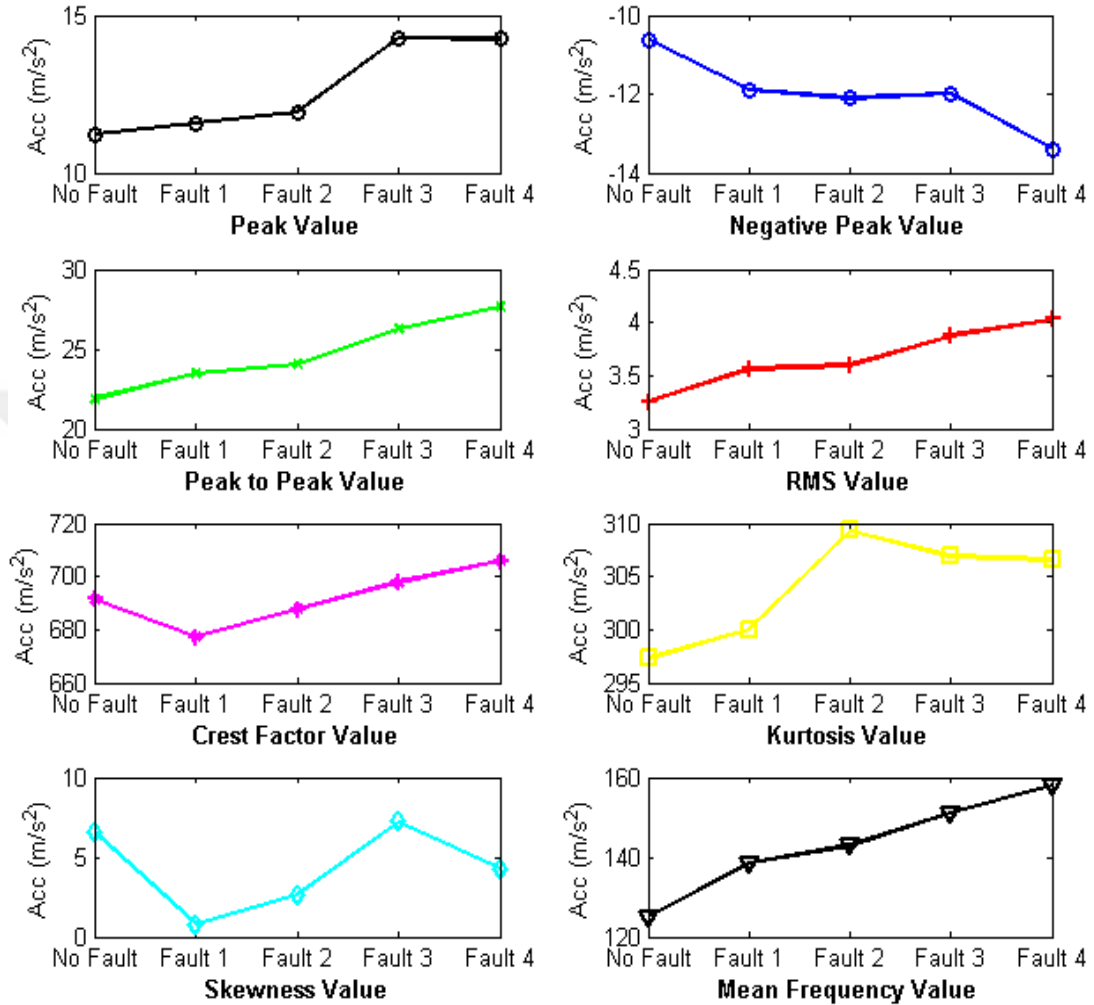 15
10
Acc (m/s²)
No Fault Fault 1 Fault 2 Fault 3 Fault 4
Peak Value
-10
-12
-14
Acc (m/s²)
No Fault Fault 1 Fault 2 Fault 3 Fault 4
Negative Peak Value
30
25
20
Acc (m/s²)
No Fault Fault 1 Fault 2 Fault 3 Fault 4
Peak to Peak Value
4.5
4
3.5
3
Acc (m/s²)
No Fault Fault 1 Fault 2 Fault 3 Fault 4
RMS Value
720
700
680
660
Acc (m/s²)
No Fault Fault 1 Fault 2 Fault 3 Fault 4
Crest Factor Value
310
305
300
295
Acc (m/s²)
No Fault Fault 1 Fault 2 Fault 3 Fault 4
Kurtosis Value
10
5
0
Acc (m/s²)
No Fault Fault 1 Fault 2 Fault 3 Fault 4
Skewness Value
160
140
120
Acc (m/s²)
No Fault Fault 1 Fault 2 Fault 3 Fault 4
Mean Frequency Value